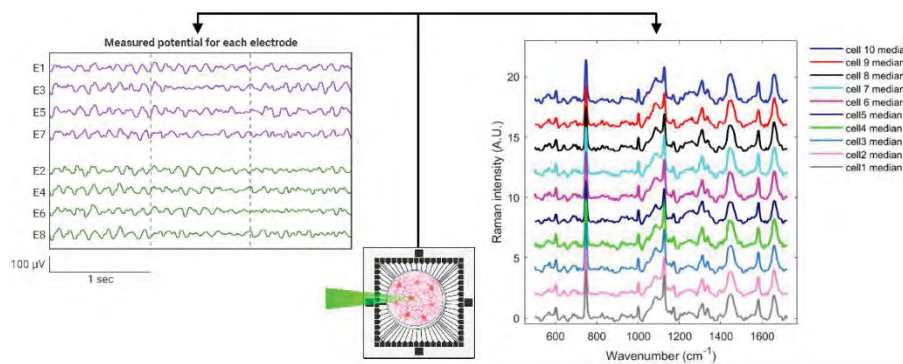 Measured potential for each electrode
E1
E3
E5
E7
E2
E4
E6
E8
100 µV
1 sec
Raman intensity (A.U.)
20
15
10
5
0
600 800 1000 1200 1400 1600
Wavenumber (cm⁻¹)
cell 10 media
cell 9 median
cell 8 median
cell 7 median
cell 6 median
cell5 median
cell4 median
cell3 median
cell2 median
cell1 median